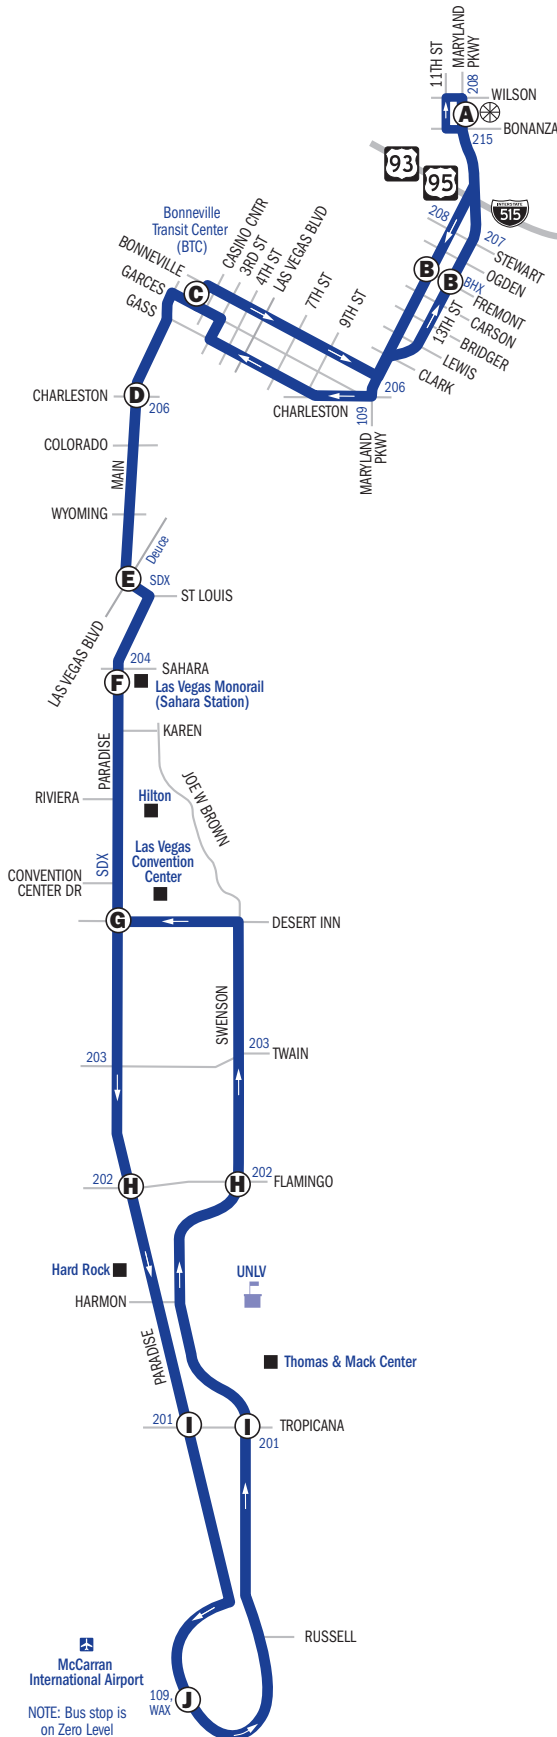 11TH ST
MARYLAND
PKWY
208
WILSON
A
BONANZA
215
93
95
INTERSTATE
515
208
207
STEWART
OGDEN
B
B
BHX
FREMONT
13TH ST
CARSON
BRIDGER
LEWIS
CLARK
Bonneville
Transit Center
(BTC)
CASINO CNTR
3RD ST
4TH ST
LAS VEGAS BLVD
7TH ST
9TH ST
BONNEVILLE
GARCES
GASS
C
206
CHARLESTON
109
MARYLAND
PKWY
CHARLESTON
D
206
COLORADO
MAIN
WYOMING
Deuce
E
SDX
ST LOUIS
LAS VEGAS BLVD
204
SAHARA
F
Las Vegas Monorail
(Sahara Station)
KAREN
PARADISE
JOE W BROWN
RIVIERA
Hilton
Las Vegas
Convention
Center
SDX
CONVENTION
CENTER DR
G
DESERT INN
SWENSON
203
TWAIN
203
202
H
H
202
FLAMINGO
Hard Rock
UNLV
HARMON
PARADISE
Thomas & Mack Center
201
I
I
TROPICANA
201
RUSSELL
McCarran
International Airport
109,
WAX
J
NOTE: Bus stop is
on Zero Level